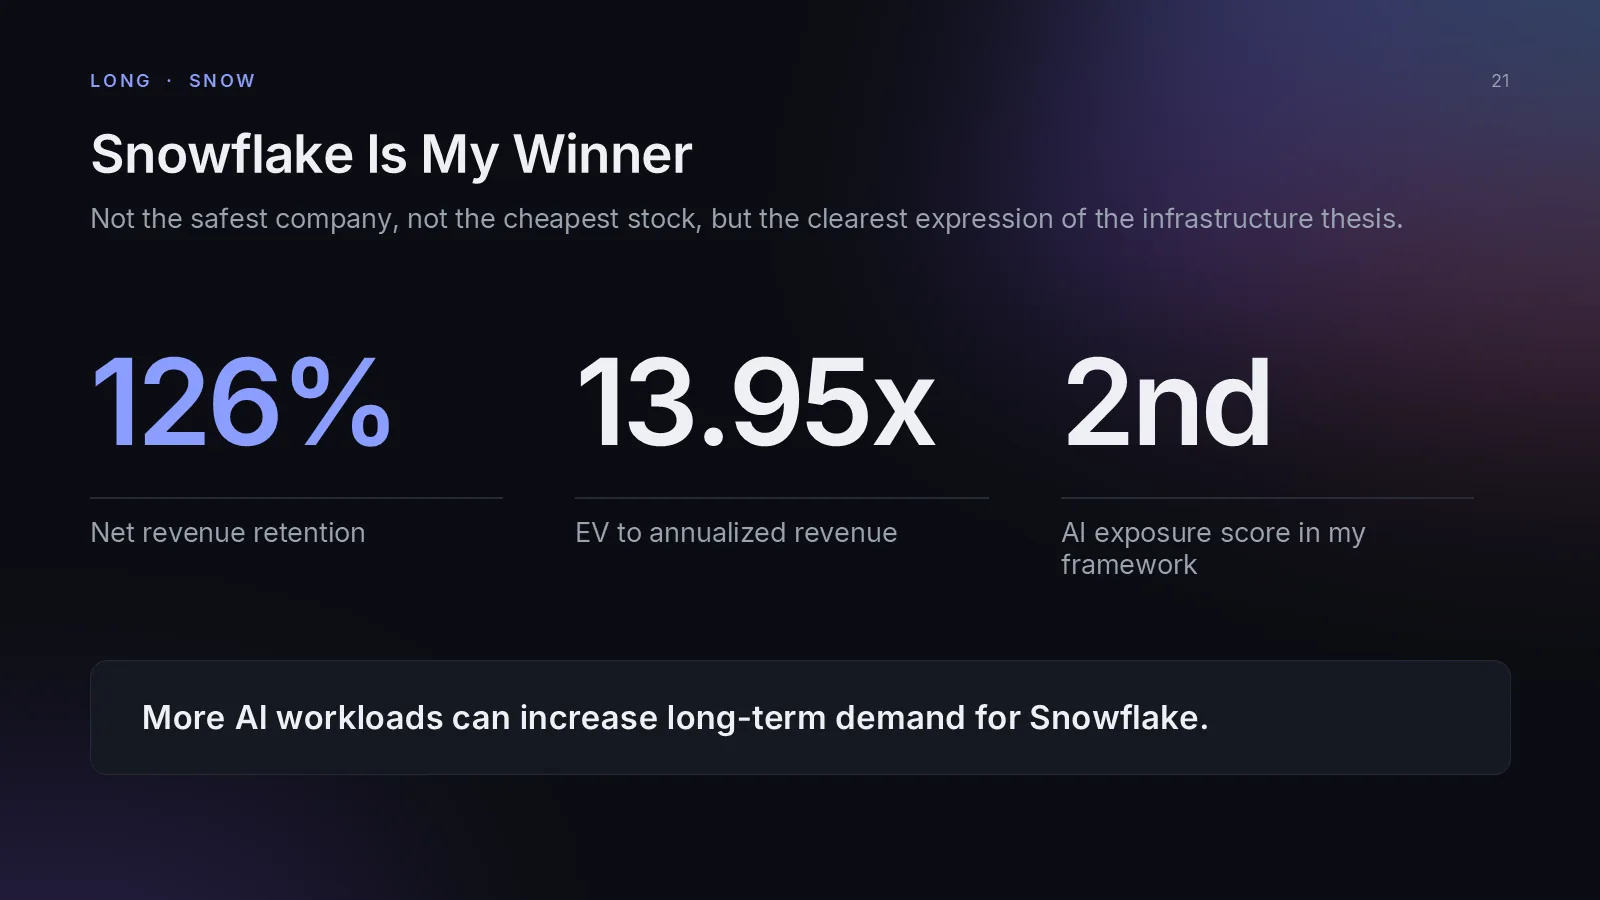 LONG · SNOW
21
Snowflake Is My Winner
Not the safest company, not the cheapest stock, but the clearest expression of the infrastructure thesis.
126%
13.95x
2nd
Net revenue retention
EV to annualized revenue
AI exposure score in my
framework
More AI workloads can increase long-term demand for Snowflake.